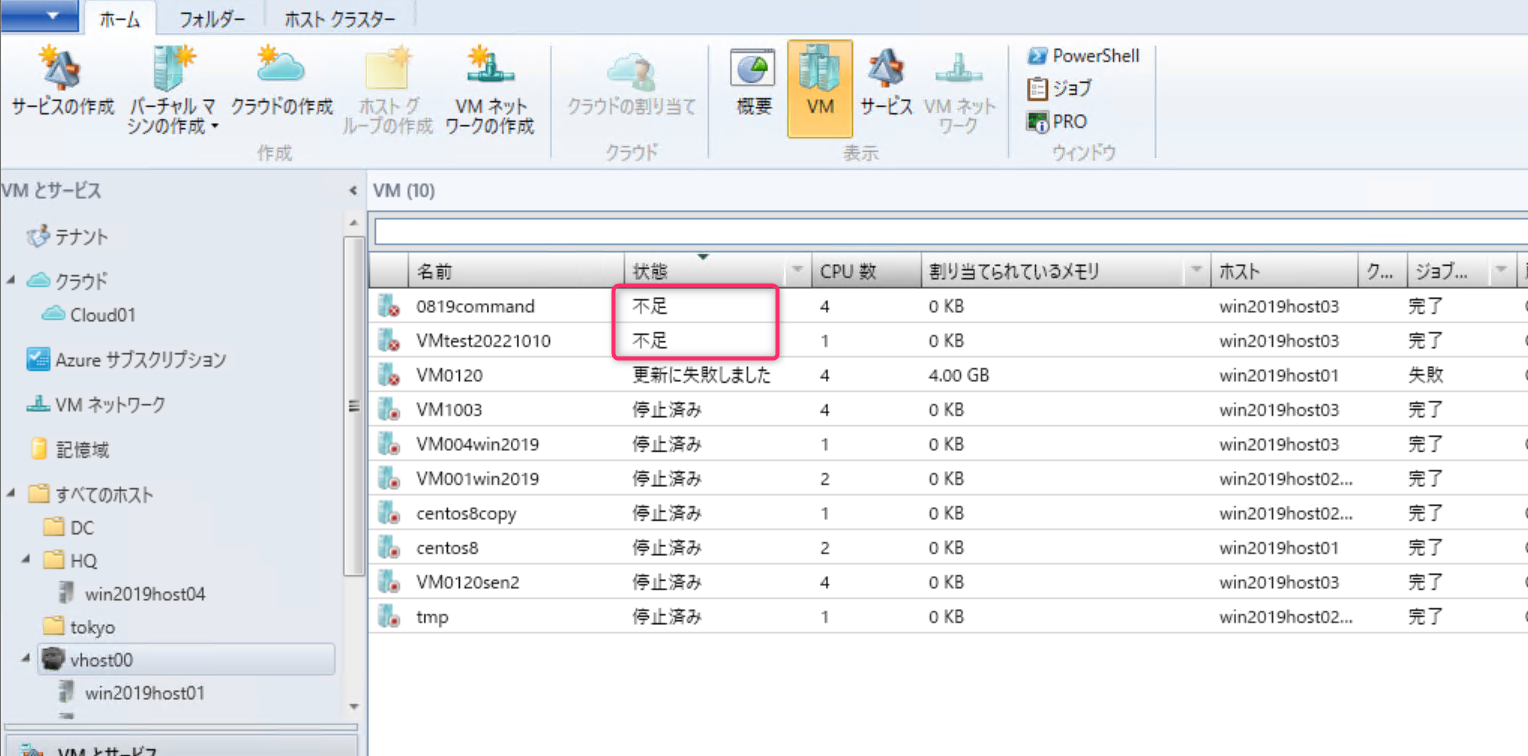 ホーム フォルダー ホスト クラスター
サービスの作成 バーチャル マ クラウドの作成 ホスト グ VM ネット クラウドの割り当て 概要 VM サービス VM ネット PowerShell
シンの作成 ループの作成 ワークの作成 ワーク ジョブ
PRO
作成 クラウド 表示 ウィンドウ
VM とサービス
テナント
クラウド
Cloud01
Azure サブスクリプション
VM ネットワーク
記憶域
すべてのホスト
DC
HQ
win2019host04
tokyo
vhost00
win2019host01
VM とサービス
VM (10)
名前 状態 CPU 数 割り当てられているメモリ ホスト ク... ジョブ...
0819command 不足 4 0 KB win2019host03 完了
VMtest20221010 不足 1 0 KB win2019host03 完了
VM0120 更新に失敗しました 4 4.00 GB win2019host01 失敗
VM1003 停止済み 4 0 KB win2019host03 完了
VM004win2019 停止済み 1 0 KB win2019host03 完了
VM001win2019 停止済み 2 0 KB win2019host02... 完了
centos8copy 停止済み 1 0 KB win2019host02... 完了
centos8 停止済み 2 0 KB win2019host01 完了
VM0120sen2 停止済み 4 0 KB win2019host03 完了
tmp 停止済み 1 0 KB win2019host02... 完了